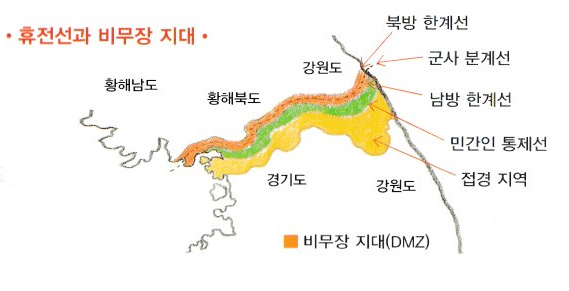 • 휴전선과 비무장 지대 •
북방 한계선
군사 분계선
강원도
황해남도
황해북도
남방 한계선
민간인 통제선
경기도
강원도
접경 지역
비무장 지대(DMZ)